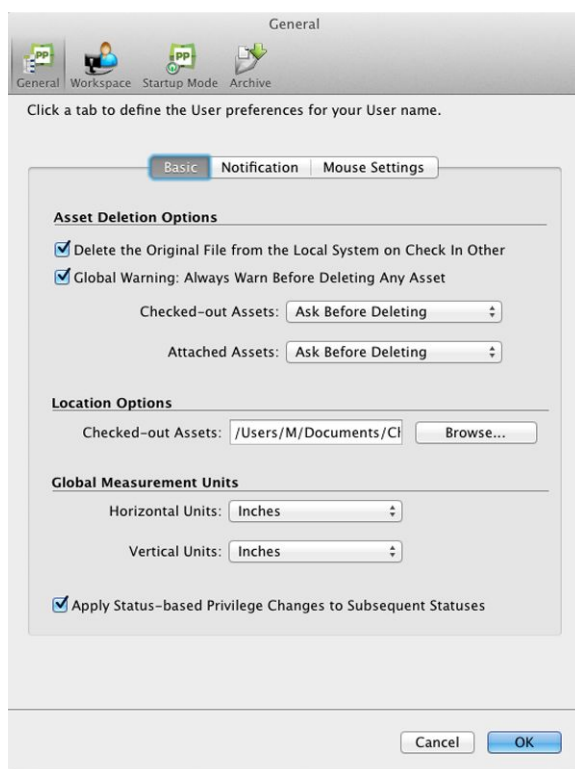 General
PP
PP
General Workspace Startup Mode Archive
Click a tab to define the User preferences for your User name.
Basic Notification Mouse Settings
Asset Deletion Options
Delete the Original File from the Local System on Check In Other
Global Warning: Always Warn Before Deleting Any Asset
Checked-out Assets: Ask Before Deleting
Attached Assets: Ask Before Deleting
Location Options
Checked-out Assets: /Users/M/Documents/Ch Browse...
Global Measurement Units
Horizontal Units: Inches
Vertical Units: Inches
Apply Status-based Privilege Changes to Subsequent Statuses
Cancel OK